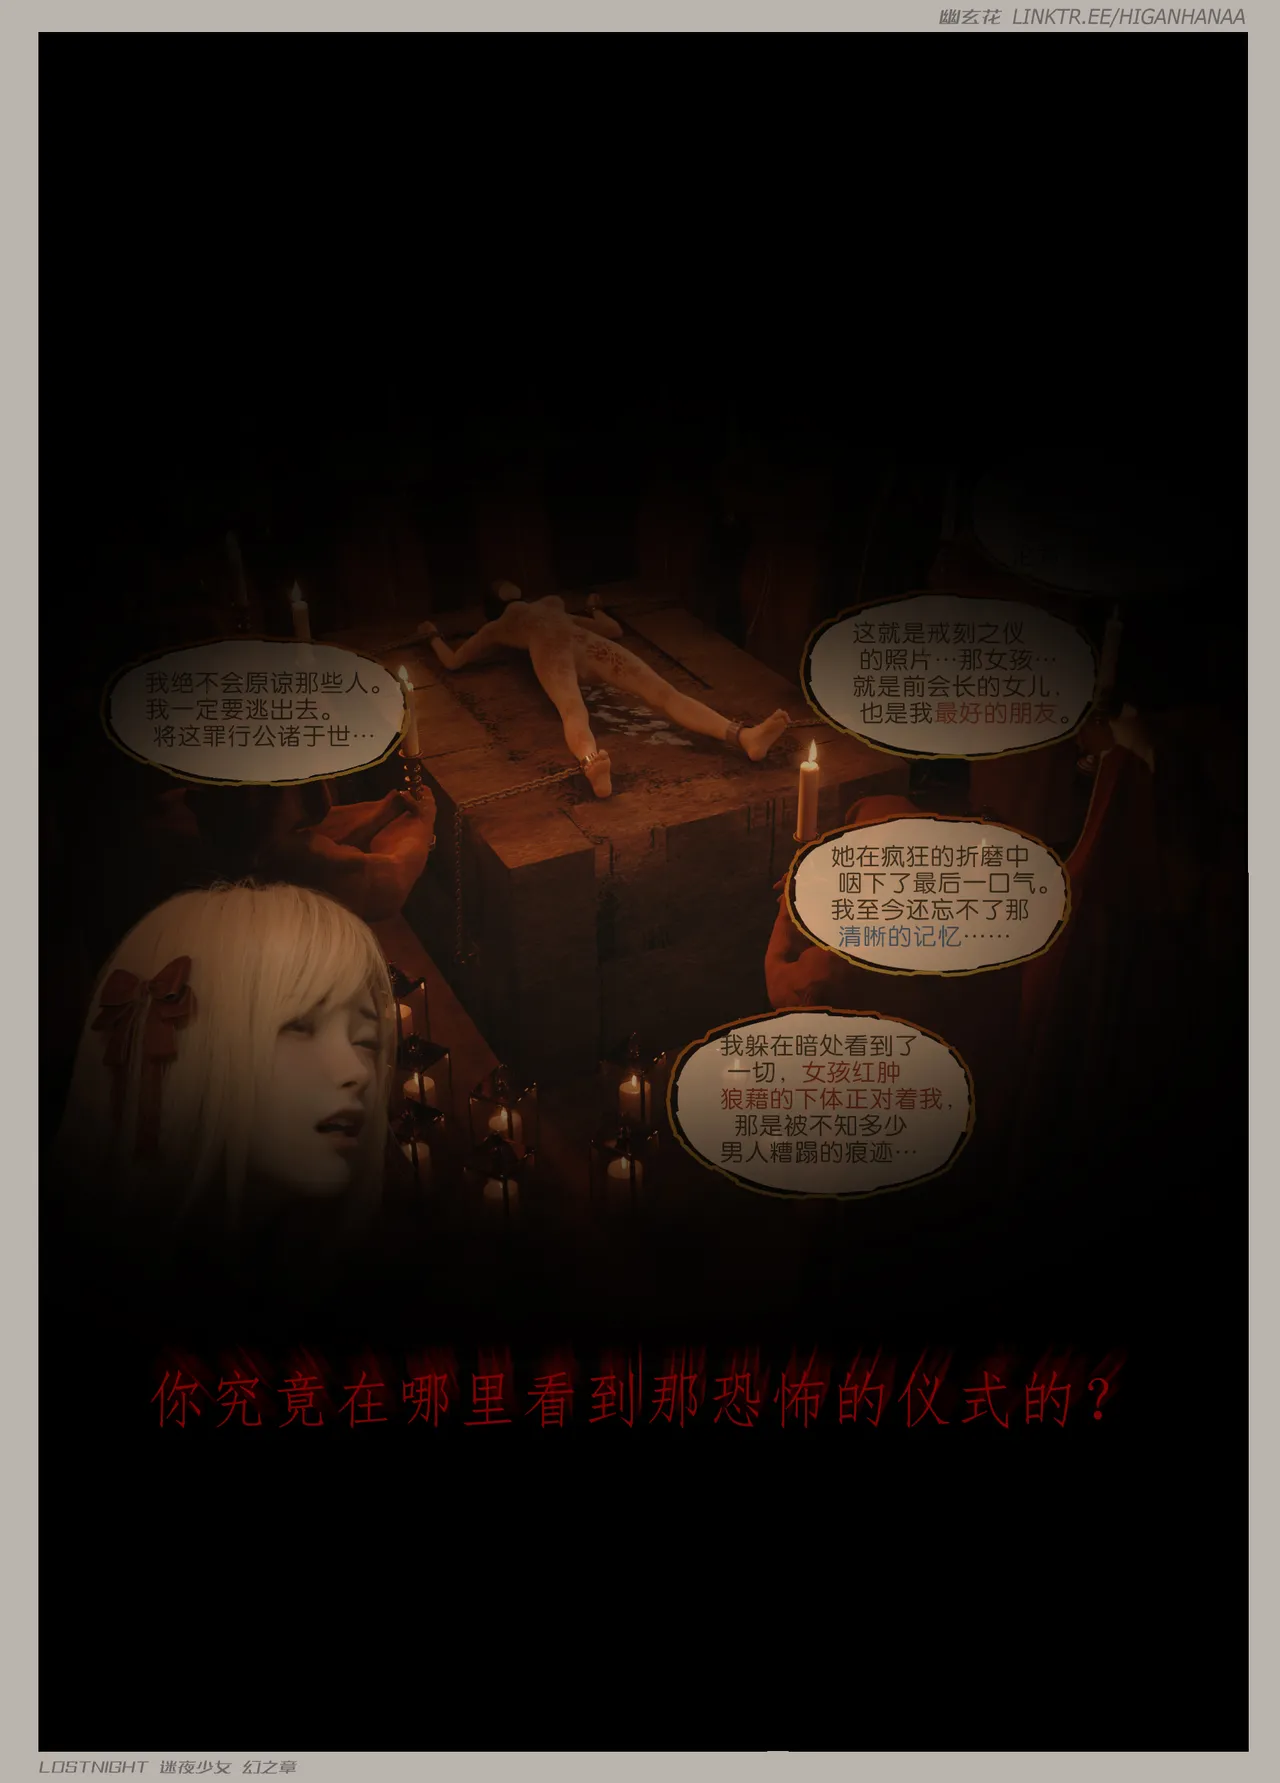 幽玄花 LINKTR.EE/HIGANHANAA
这就是戒刻之仪
的照片…那女孩…
就是前会长的女儿,
也是我最好的朋友。
我绝不会原谅那些人。
我一定要逃出去。
将这罪行公诸于世…
她在疯狂的折磨中
咽下了最后一口气。
我至今还忘不了那
清晰的记忆……
我躲在暗处看到了
一切，女孩红肿
狼藉的下体正对着我,
那是被不知多少
男人糟蹋的痕迹…
你究竟在哪里看到那恐怖的仪式的？
LOSTNIGHT 迷夜少女 幻之章